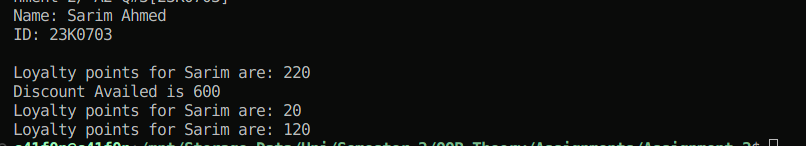 Name: Sarim Ahmed
ID: 23K0703
Loyalty points for Sarim are: 220
Discount Availed is 600
Loyalty points for Sarim are: 20
Loyalty points for Sarim are: 120